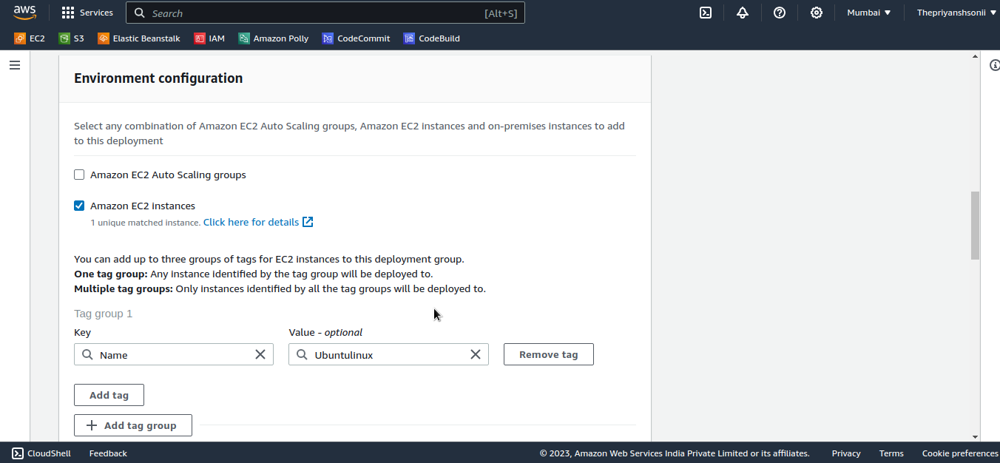 aws
Services
Search
[Alt+S]
Mumbai
Thepriyanshsonii
EC2
S3
Elastic Beanstalk
IAM
Amazon Polly
CodeCommit
CodeBuild
Environment configuration
Select any combination of Amazon EC2 Auto Scaling groups, Amazon EC2 instances and on-premises instances to add
to this deployment
Amazon EC2 Auto Scaling groups
Amazon EC2 instances
1 unique matched instance. Click here for details
You can add up to three groups of tags for EC2 instances to this deployment group.
One tag group: Any instance identified by the tag group will be deployed to.
Multiple tag groups: Only instances identified by all the tag groups will be deployed to.
Tag group 1
Key
Value - optional
Name
Ubuntulinux
Remove tag
Add tag
Add tag group
CloudShell
Feedback
© 2023, Amazon Web Services India Private Limited or its affiliates.
Privacy
Terms
Cookie preferences